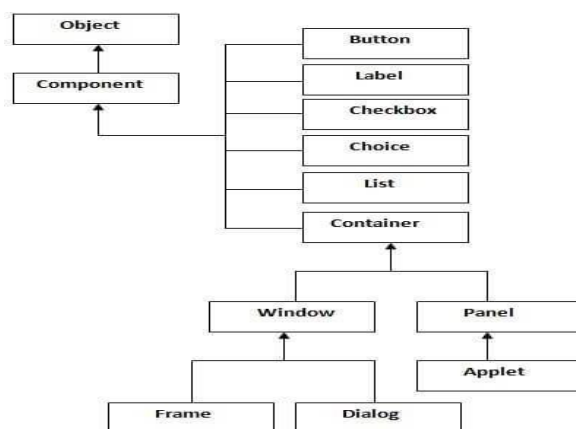 Object
Button
Component
Label
Checkbox
Choice
List
Container
Window
Panel
Applet
Frame
Dialog